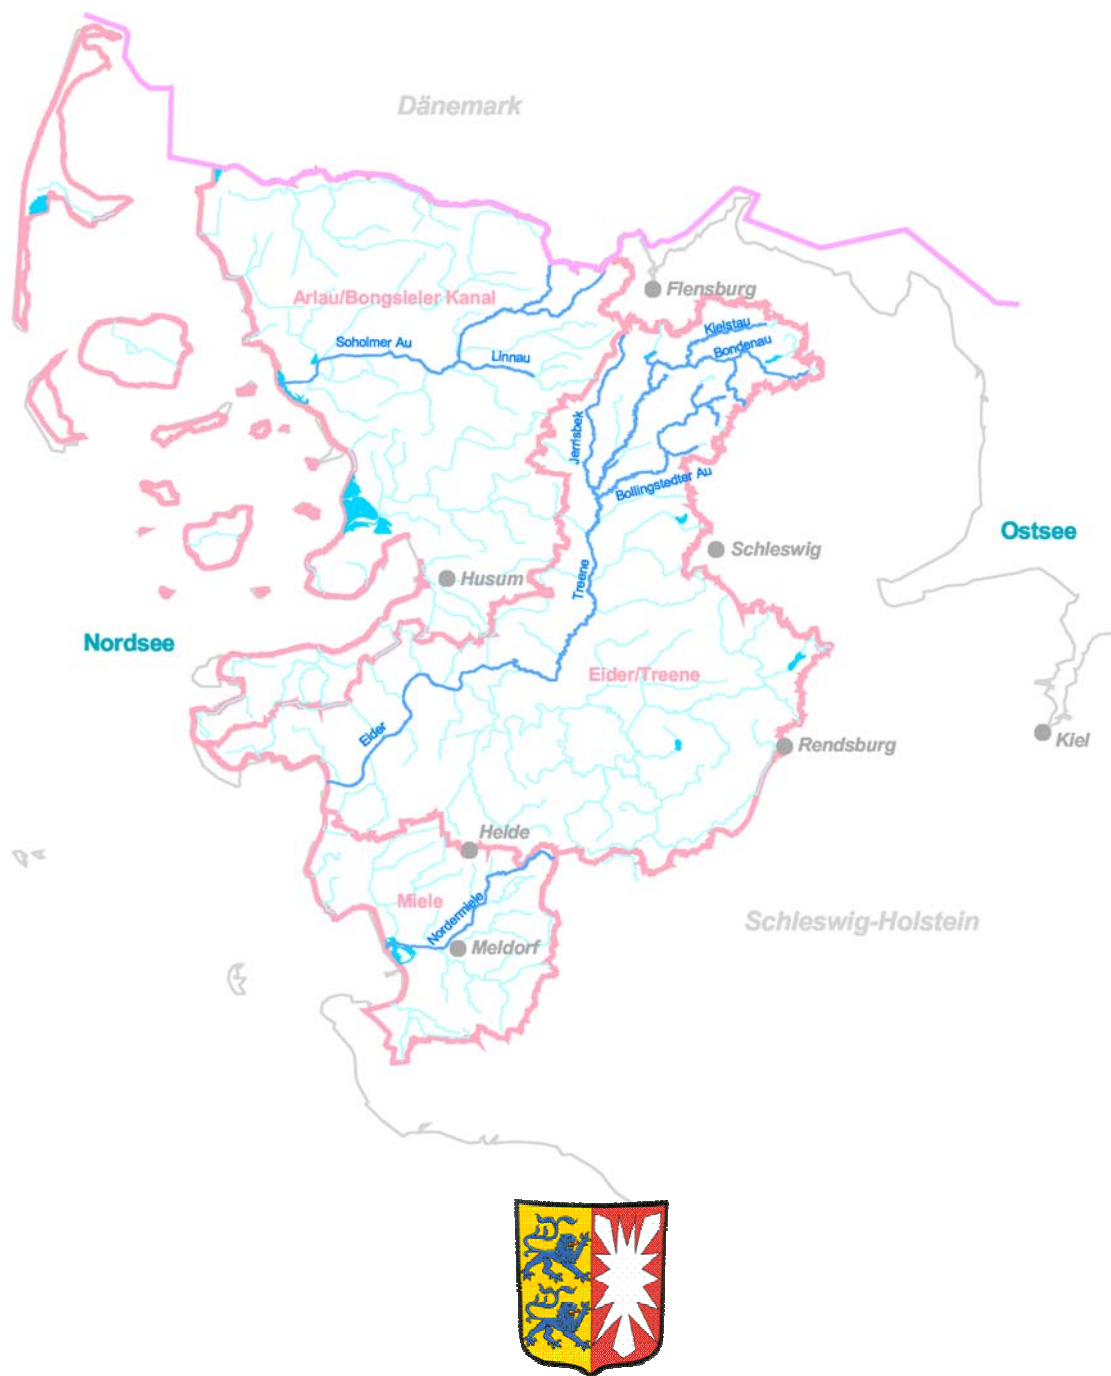 Dänemark
Flensburg
Arlau/Bongsieler Kanal
Kielstau
Soholmer Au
Linnau
Bondenau
Jerrisbek
Bollingstedter Au
Ostsee
Schleswig
Husum
Treene
Nordsee
Eider/Treene
Eider
Rendsburg
Kiel
Heide
Miele
Nordermiele
Schleswig-Holstein
Meldorf